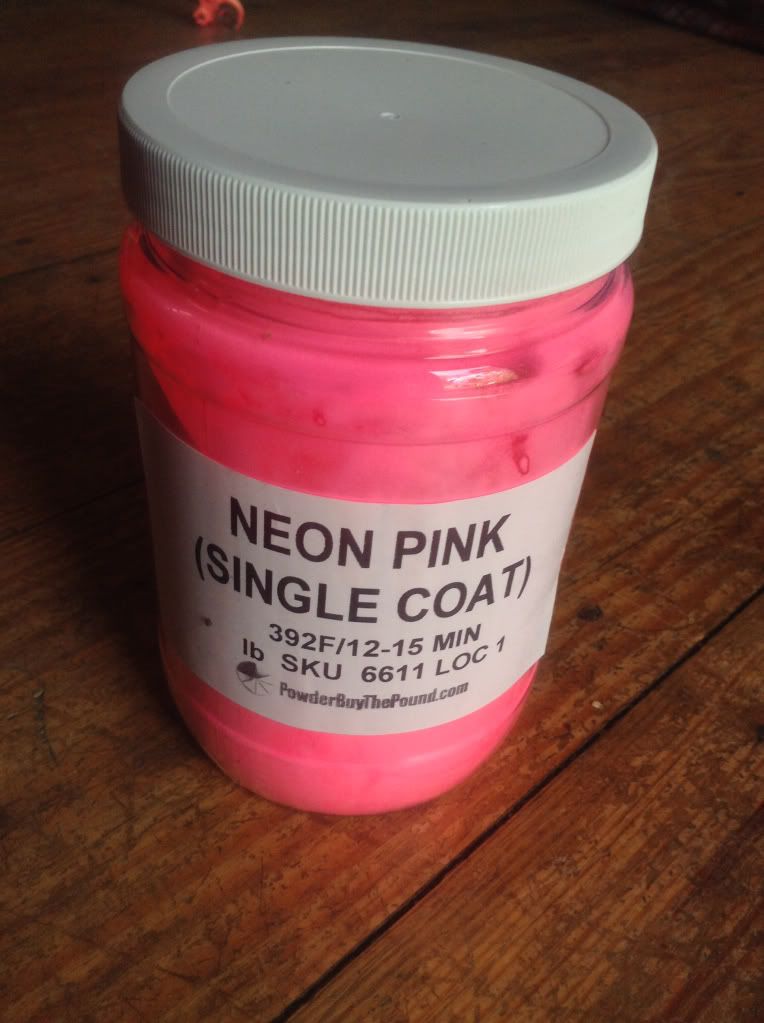 NEON PINK
(SINGLE COAT)
392F/12-15 MIN
lb SKU 6611 LOC 1
PowderBuyThePound.com